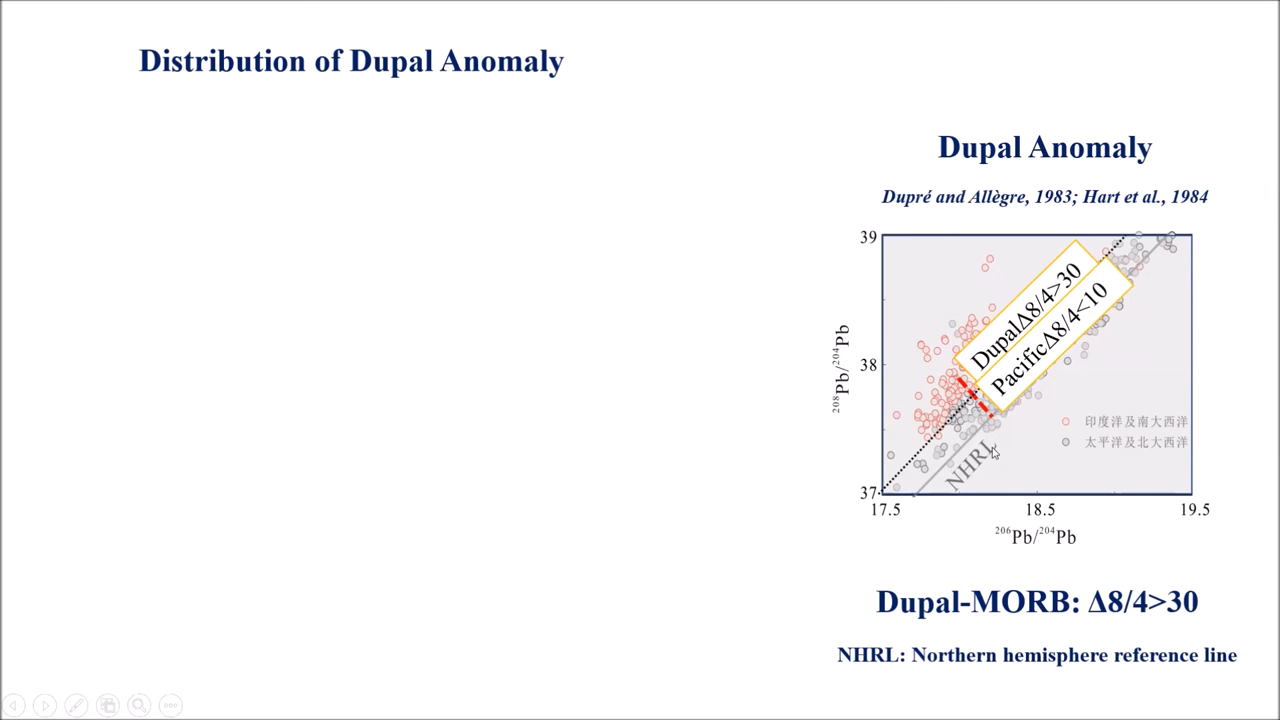 Distribution of Dupal Anomaly
Dupal Anomaly
Dupré and Allègre, 1983; Hart et al., 1984
39
38
37
²⁰⁸Pb/²⁰⁴Pb
DupalΔ8/4>30
PacificΔ8/4<10
NHRL
印度洋及南大西洋
太平洋及北大西洋
17.5 18.5 19.5
²⁰⁶Pb/²⁰⁴Pb
Dupal-MORB: Δ8/4>30
NHRL: Northern hemisphere reference line